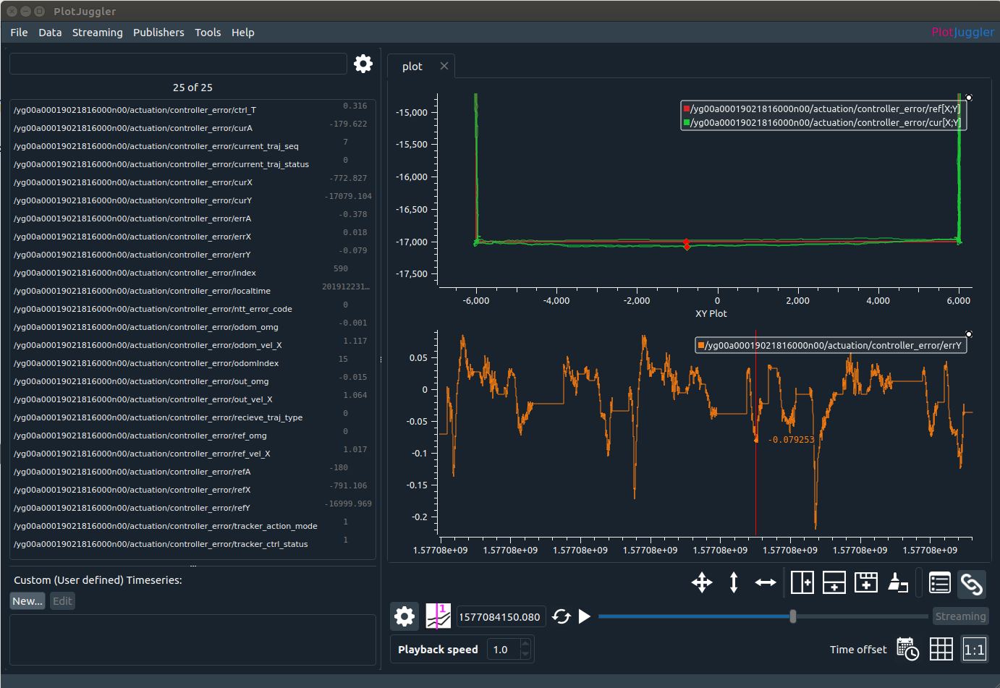 PlotJuggler
File Data Streaming Publishers Tools Help
PlotJuggler
25 of 25
/yg00a00019021816000n00/actuation/controller_error/ctrl_T 0.316
/yg00a00019021816000n00/actuation/controller_error/curA -179.622
/yg00a00019021816000n00/actuation/controller_error/current_traj_seq 7
/yg00a00019021816000n00/actuation/controller_error/current_traj_status 0
/yg00a00019021816000n00/actuation/controller_error/curX -772.827
/yg00a00019021816000n00/actuation/controller_error/curY -17079.104
/yg00a00019021816000n00/actuation/controller_error/errA -0.378
/yg00a00019021816000n00/actuation/controller_error/errX 0.018
/yg00a00019021816000n00/actuation/controller_error/errY -0.079
/yg00a00019021816000n00/actuation/controller_error/index 590
/yg00a00019021816000n00/actuation/controller_error/localtime 201912231...
/yg00a00019021816000n00/actuation/controller_error/ntt_error_code 0
/yg00a00019021816000n00/actuation/controller_error/odom_omg -0.001
/yg00a00019021816000n00/actuation/controller_error/odom_vel_X 1.117
/yg00a00019021816000n00/actuation/controller_error/odomIndex 15
/yg00a00019021816000n00/actuation/controller_error/out_omg -0.015
/yg00a00019021816000n00/actuation/controller_error/out_vel_X 1.064
/yg00a00019021816000n00/actuation/controller_error/recieve_traj_type 0
/yg00a00019021816000n00/actuation/controller_error/ref_omg 0
/yg00a00019021816000n00/actuation/controller_error/ref_vel_X 1.017
/yg00a00019021816000n00/actuation/controller_error/refA -180
/yg00a00019021816000n00/actuation/controller_error/refX -791.106
/yg00a00019021816000n00/actuation/controller_error/refY -16999.969
/yg00a00019021816000n00/actuation/controller_error/tracker_action_mode 1
/yg00a00019021816000n00/actuation/controller_error/tracker_ctrl_status 1
Custom (User defined) Timeseries:
New... Edit
plot
/yg00a00019021816000n00/actuation/controller_error/ref[X;Y]
/yg00a00019021816000n00/actuation/controller_error/cur[X;Y]
-15,000
-15,500
-16,000
-16,500
-17,000
-17,500
-6,000 -4,000 -2,000 0 2,000 4,000 6,000
XY Plot
/yg00a00019021816000n00/actuation/controller_error/errY
0.05
0
-0.05
-0.079253
-0.1
-0.15
-0.2
1.57708e+09 1.57708e+09 1.57708e+09 1.57708e+09 1.57708e+09 1.57708e+09 1.57708e+09 1.57708e+09
1 1577084150.080 Streaming
Playback speed 1.0 Time offset 1:1